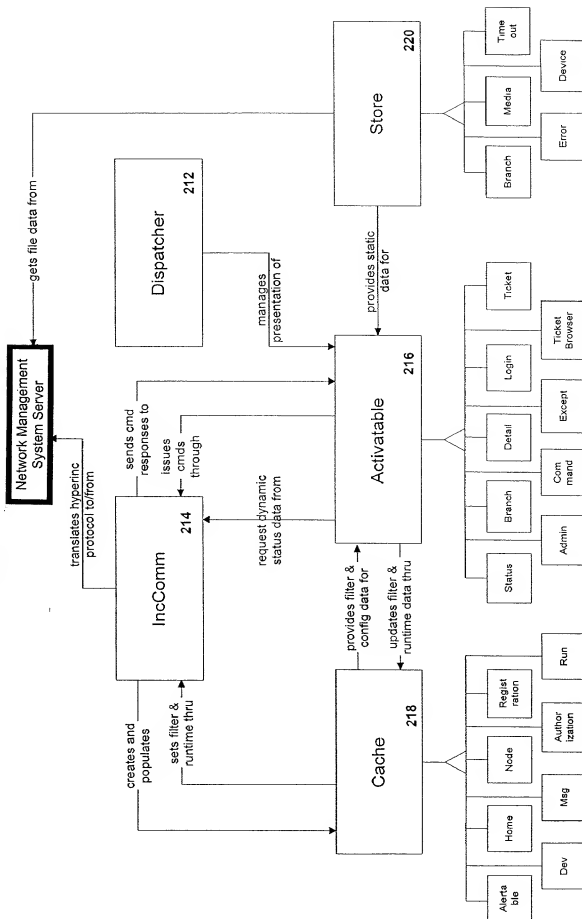 Network Management
System Server
gets file data from
translates hyperinc
protocol to/from
IncComm
214
Dispatcher
212
Store
220
creates and
populates
sets filter &
runtime thru
sends cmd
responses to
issues
cmds
through
request dynamic
status data from
manages
presentation of
provides static
data for
Cache
218
provides filter &
config data for
updates filter &
runtime data thru
Activatable
216
Alerta
ble
Dev
Home
Msg
Node
Author
ization
Regist
ration
Run
Status
Admin
Branch
Com
mand
Detail
Except
Login
Ticket
Browser
Ticket
Branch
Error
Media
Device
Time
out